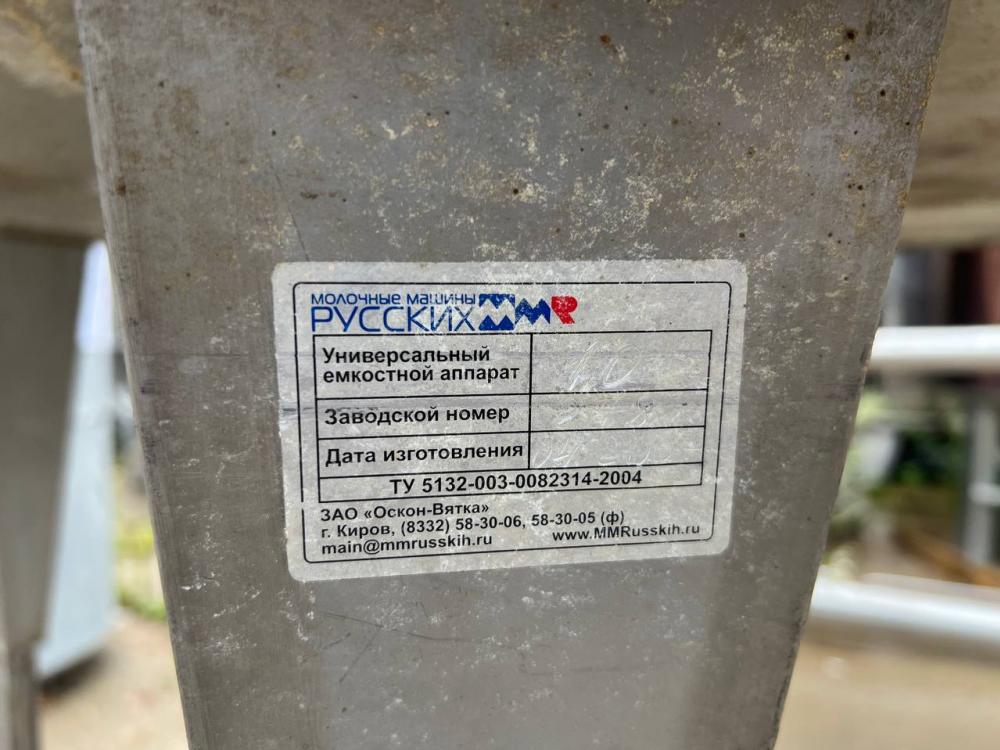 молочные машины
РУССКИХ MMR
Универсальный
емкостной аппарат
Заводской номер
Дата изготовления
ТУ 5132-003-0082314-2004
ЗАО «Оскон-Вятка»
г. Киров, (8332) 58-30-06, 58-30-05 (ф)
main@mmrusskih.ru www.MMRusskih.ru